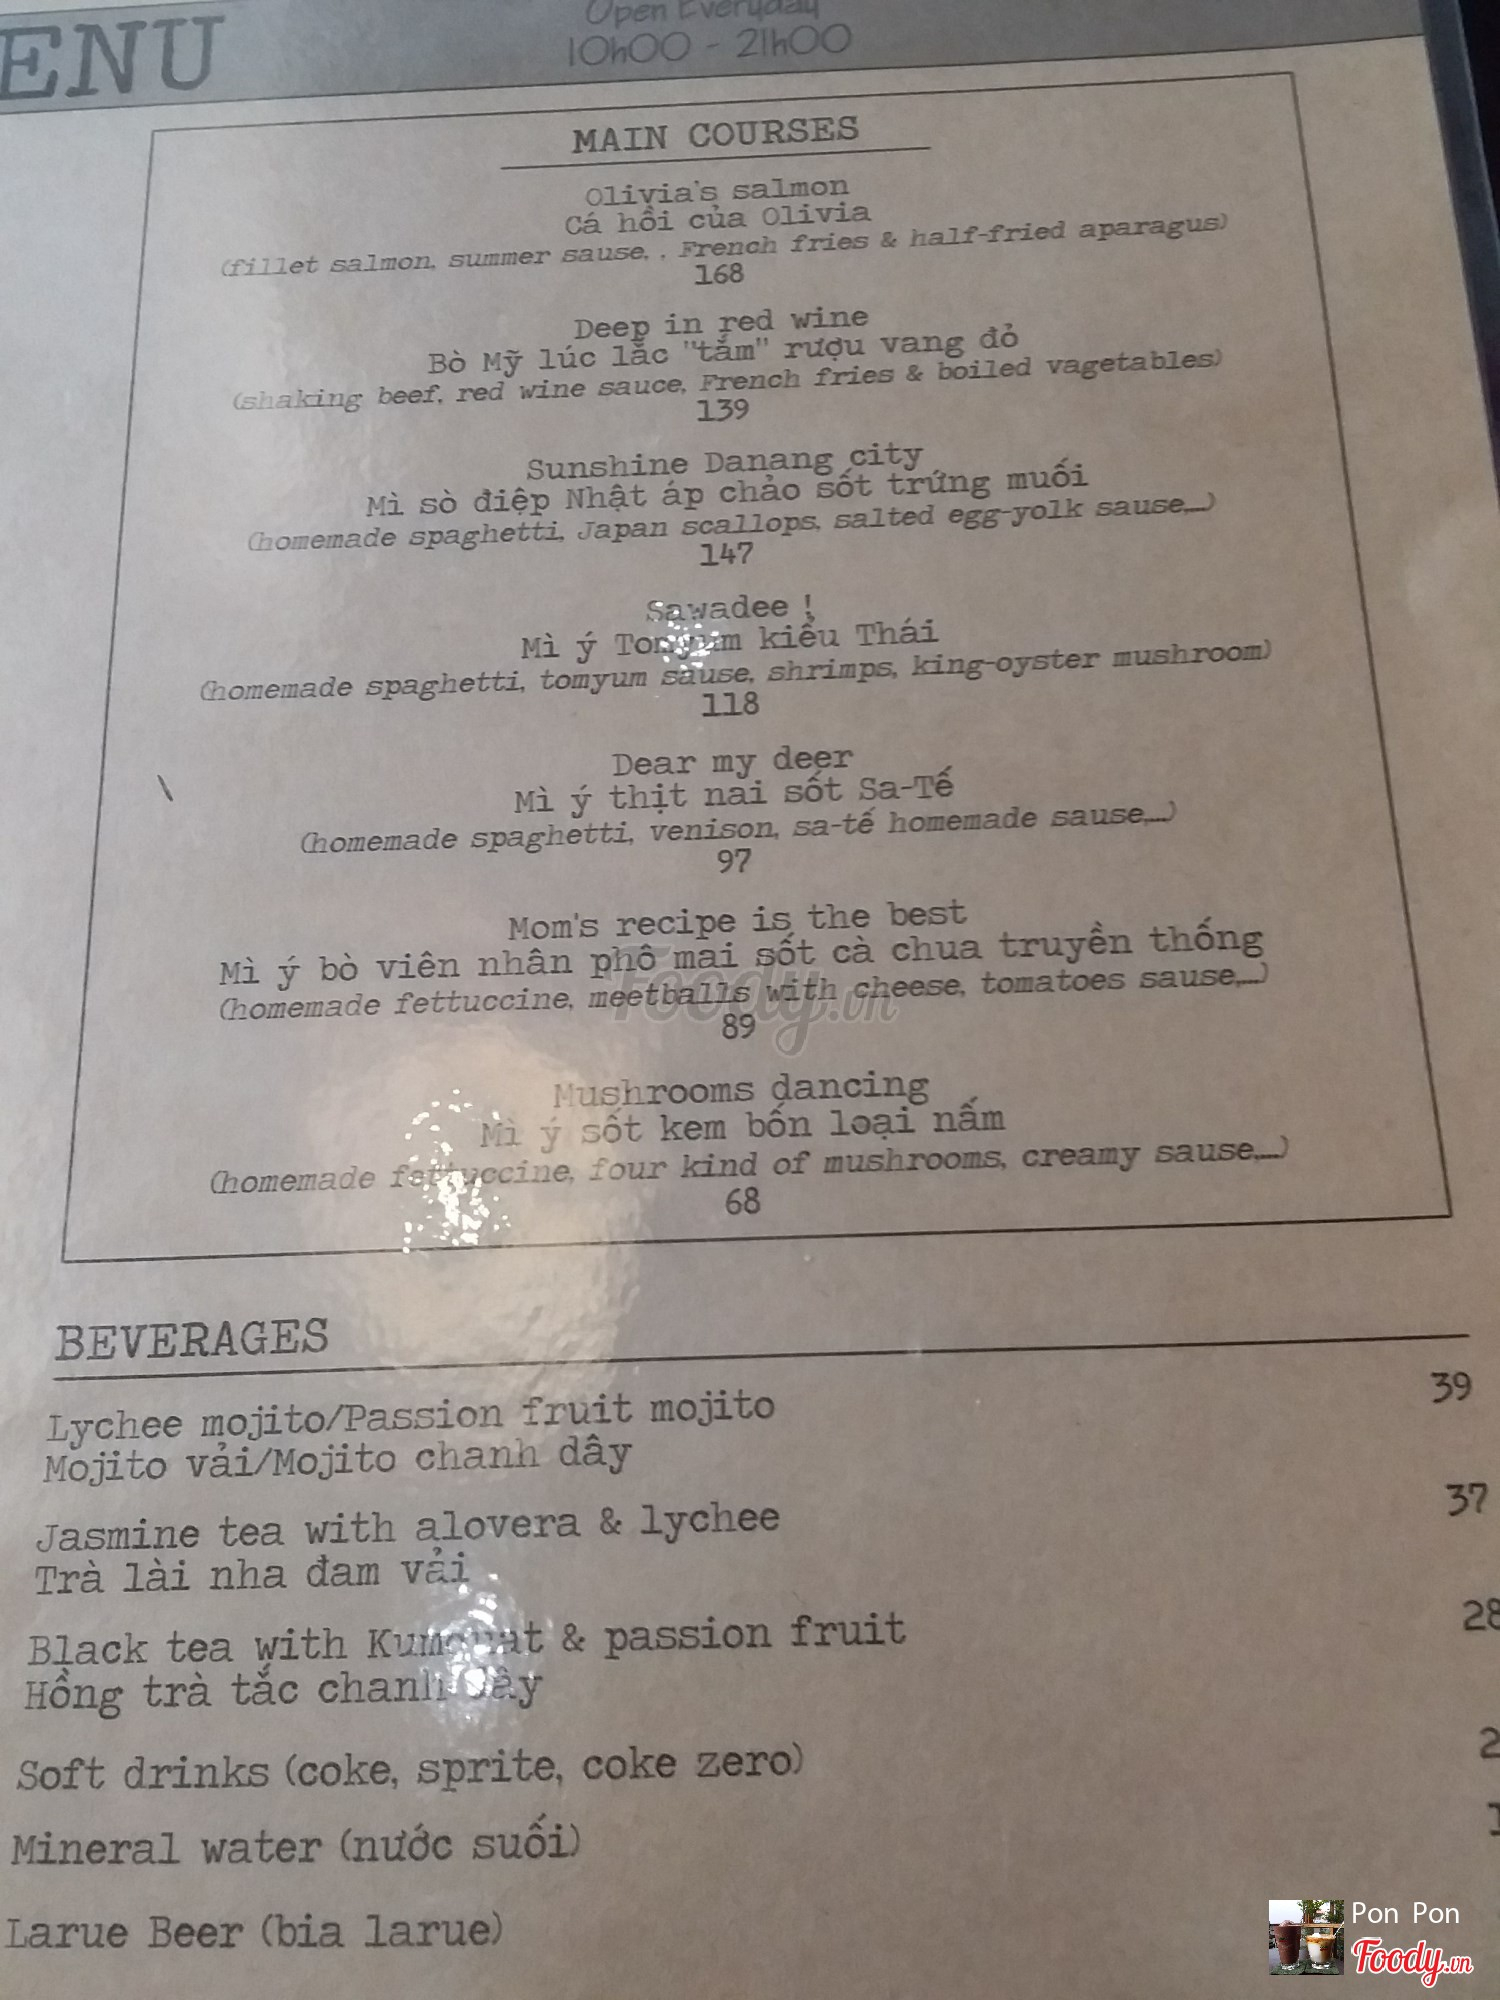 ENU
Open Everyday
10h00 - 21h00
MAIN COURSES
Olivia's salmon
Cá hồi của Olivia
(fillet salmon, summer sause, , French fries & half-fried aparagus)
168
Deep in red wine
Bò Mỹ lúc lắc "tắm" rượu vang đỏ
(shaking beef, red wine sauce, French fries & boiled vagetables)
139
Sunshine Danang city
Mì sò điệp Nhật áp chảo sốt trứng muối
(homemade spaghetti, Japan scallops, salted egg-yolk sause,...)
147
Sawadee !
Mì ý Tomyum kiểu Thái
(homemade spaghetti, tomyum sause, shrimps, king-oyster mushroom)
118
Dear my deer
Mì ý thịt nai sốt Sa-Tế
(homemade spaghetti, venison, sa-tế homemade sause,...)
97
Mom's recipe is the best
Mì ý bò viên nhân phô mai sốt cà chua truyền thống
(homemade fettuccine, meetballs with cheese, tomatoes sause,...)
Foody.vn
89
Mushrooms dancing
Mì ý sốt kem bốn loại nấm
(homemade fettuccine, four kind of mushrooms, creamy sause,...)
68
BEVERAGES
Lychee mojito/Passion fruit mojito 39
Mojito vải/Mojito chanh dây
Jasmine tea with alovera & lychee 37
Trà lài nha đam vải
Black tea with Kumquat & passion fruit 28
Hồng trà tắc chanh dây
Soft drinks (coke, sprite, coke zero) 2
Mineral water (nước suối) 1
Larue Beer (bia larue)
Pon Pon
Foody.vn